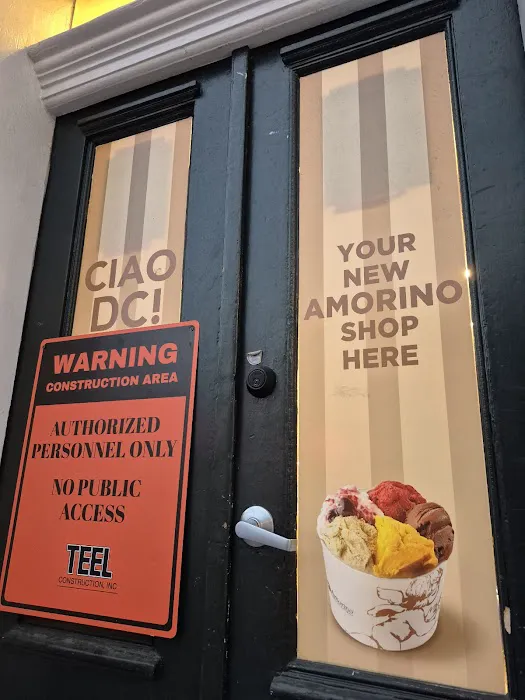 CIAO
DC!
WARNING
CONSTRUCTION AREA
AUTHORIZED
PERSONNEL ONLY
NO PUBLIC
ACCESS
TEEL
CONSTRUCTION, INC.
YOUR
NEW
AMORINO
SHOP
HERE